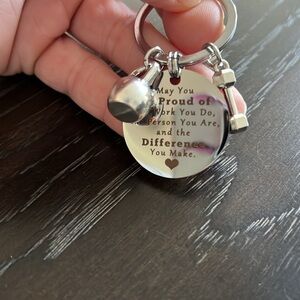 May You
Proud of
Work You Do,
Person You Are,
and the
Difference
You Make.